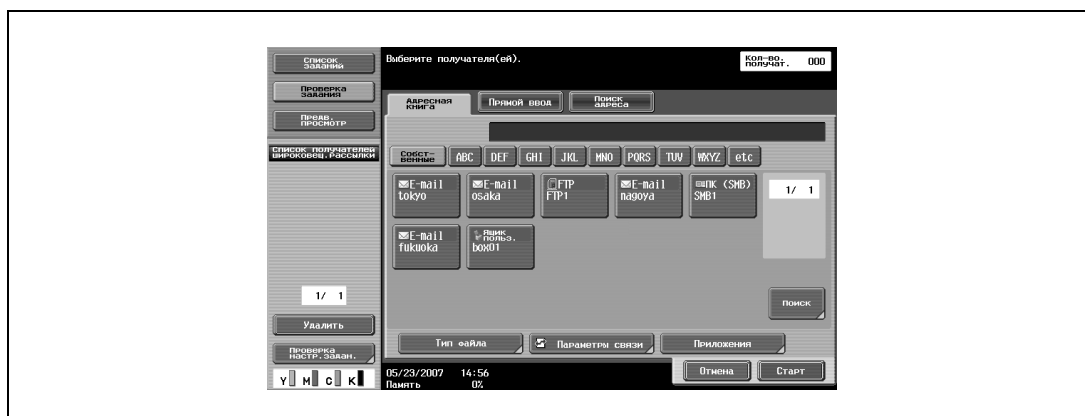 Список
заданий
Проверка
задания
Предв.
просмотр
Список получателей
широковещ.рассылки
1/ 1
Удалить
Проверка
настр.задан.
Y M C K
Выберите получателя(ей).
Кол-во.
получат. 000
Адресная
книга
Прямой ввод
Поиск
адреса
Собст-
венные
ABC DEF GHI JKL MNO PQRS TUV WXYZ etc
E-mail
tokyo
E-mail
osaka
FTP
FTP1
E-mail
nagoya
ПК (SMB)
SMB1
1/ 1
E-mail
fukuoka
Ящик
польз.
box01
Поиск
Тип файла
Параметры связи
Приложения
05/23/2007 14:56
Память 0%
Отмена
Старт